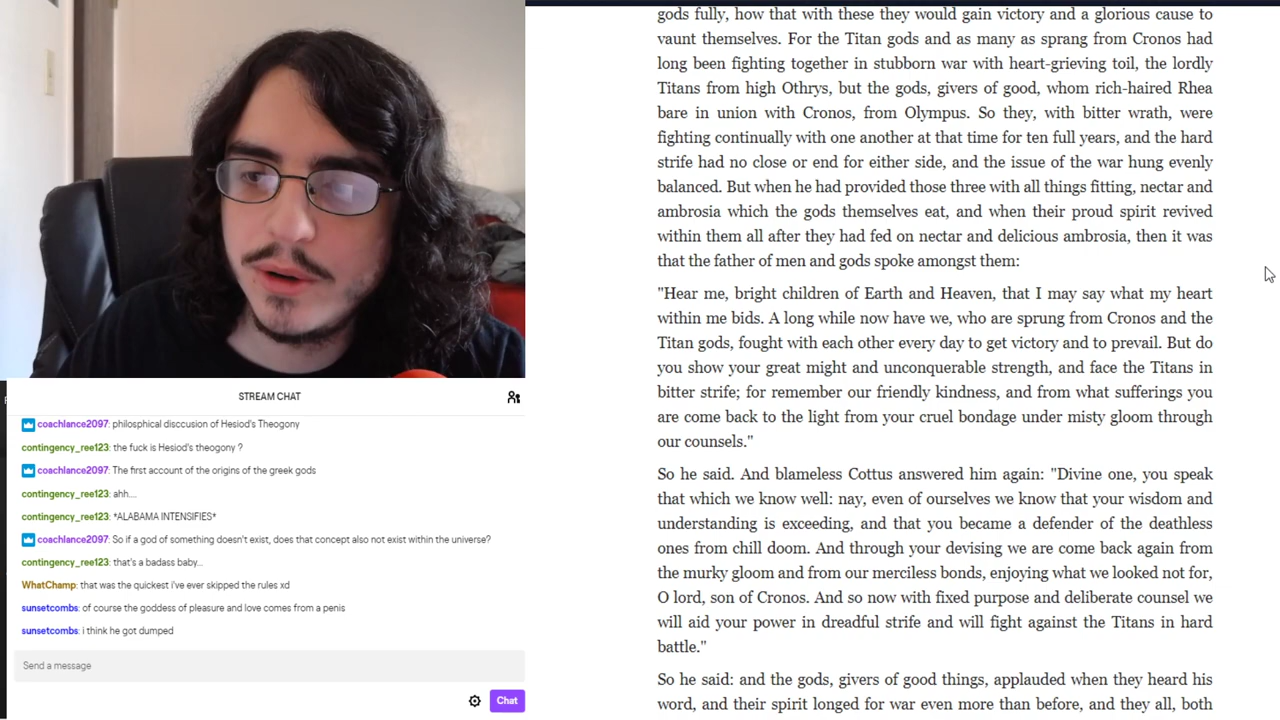 gods fully, how that with these they would gain victory and a glorious cause to
vaunt themselves. For the Titan gods and as many as sprang from Cronos had
long been fighting together in stubborn war with heart-grieving toil, the lordly
Titans from high Othrys, but the gods, givers of good, whom rich-haired Rhea
bare in union with Cronos, from Olympus. So they, with bitter wrath, were
fighting continually with one another at that time for ten full years, and the hard
strife had no close or end for either side, and the issue of the war hung evenly
balanced. But when he had provided those three with all things fitting, nectar and
ambrosia which the gods themselves eat, and when their proud spirit revived
within them all after they had fed on nectar and delicious ambrosia, then it was
that the father of men and gods spoke amongst them:
"Hear me, bright children of Earth and Heaven, that I may say what my heart
within me bids. A long while now have we, who are sprung from Cronos and the
Titan gods, fought with each other every day to get victory and to prevail. But do
you show your great might and unconquerable strength, and face the Titans in
bitter strife; for remember our friendly kindness, and from what sufferings you
are come back to the light from your cruel bondage under misty gloom through
our counsels."
So he said. And blameless Cottus answered him again: "Divine one, you speak
that which we know well: nay, even of ourselves we know that your wisdom and
understanding is exceeding, and that you became a defender of the deathless
ones from chill doom. And through your devising we are come back again from
the murky gloom and from our merciless bonds, enjoying what we looked not for,
O lord, son of Cronos. And so now with fixed purpose and deliberate counsel we
will aid your power in dreadful strife and will fight against the Titans in hard
battle."
So he said: and the gods, givers of good things, applauded when they heard his
word, and their spirit longed for war even more than before, and they all, both
STREAM CHAT
coachlance2097: philosphical disccusion of Hesiod's Theogony
contingency_ree123: the fuck is Hesiod's theogony ?
coachlance2097: The first account of the origins of the greek gods
contingency_ree123: ahh....
contingency_ree123: *ALABAMA INTENSIFIES*
coachlance2097: So if a god of something doesn't exist, does that concept also not exist within the universe?
contingency_ree123: that's a badass baby...
WhatChamp: that was the quickest i've ever skipped the rules xd
sunsetcombs: of course the goddess of pleasure and love comes from a penis
sunsetcombs: i think he got dumped
Send a message
Chat